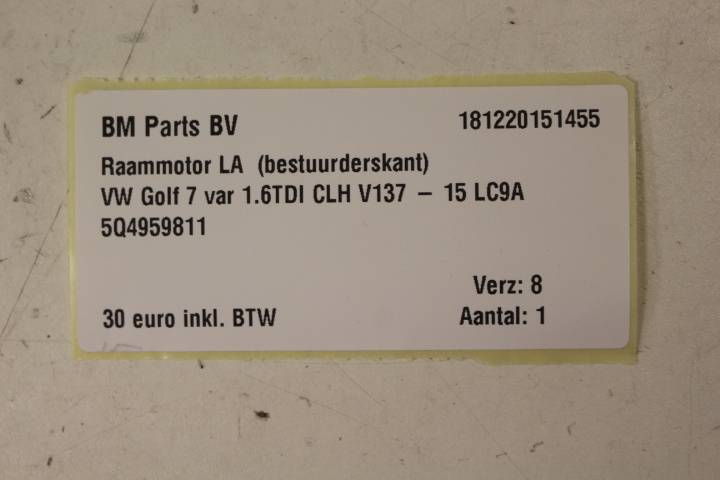 BM Parts BV 181220151455
Raammotor LA (bestuurderskant)
VW Golf 7 var 1.6TDI CLH V137 – 15 LC9A
5Q4959811
Verz: 8
30 euro inkl. BTW Aantal: 1